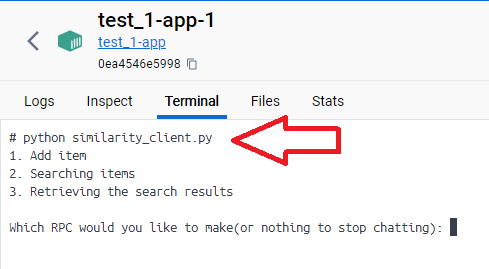 test_1-app-1
test_1-app
0ea4546e5998
Logs Inspect Terminal Files Stats
# python similarity_client.py
1. Add item
2. Searching items
3. Retrieving the search results
Which RPC would you like to make(or nothing to stop chatting):